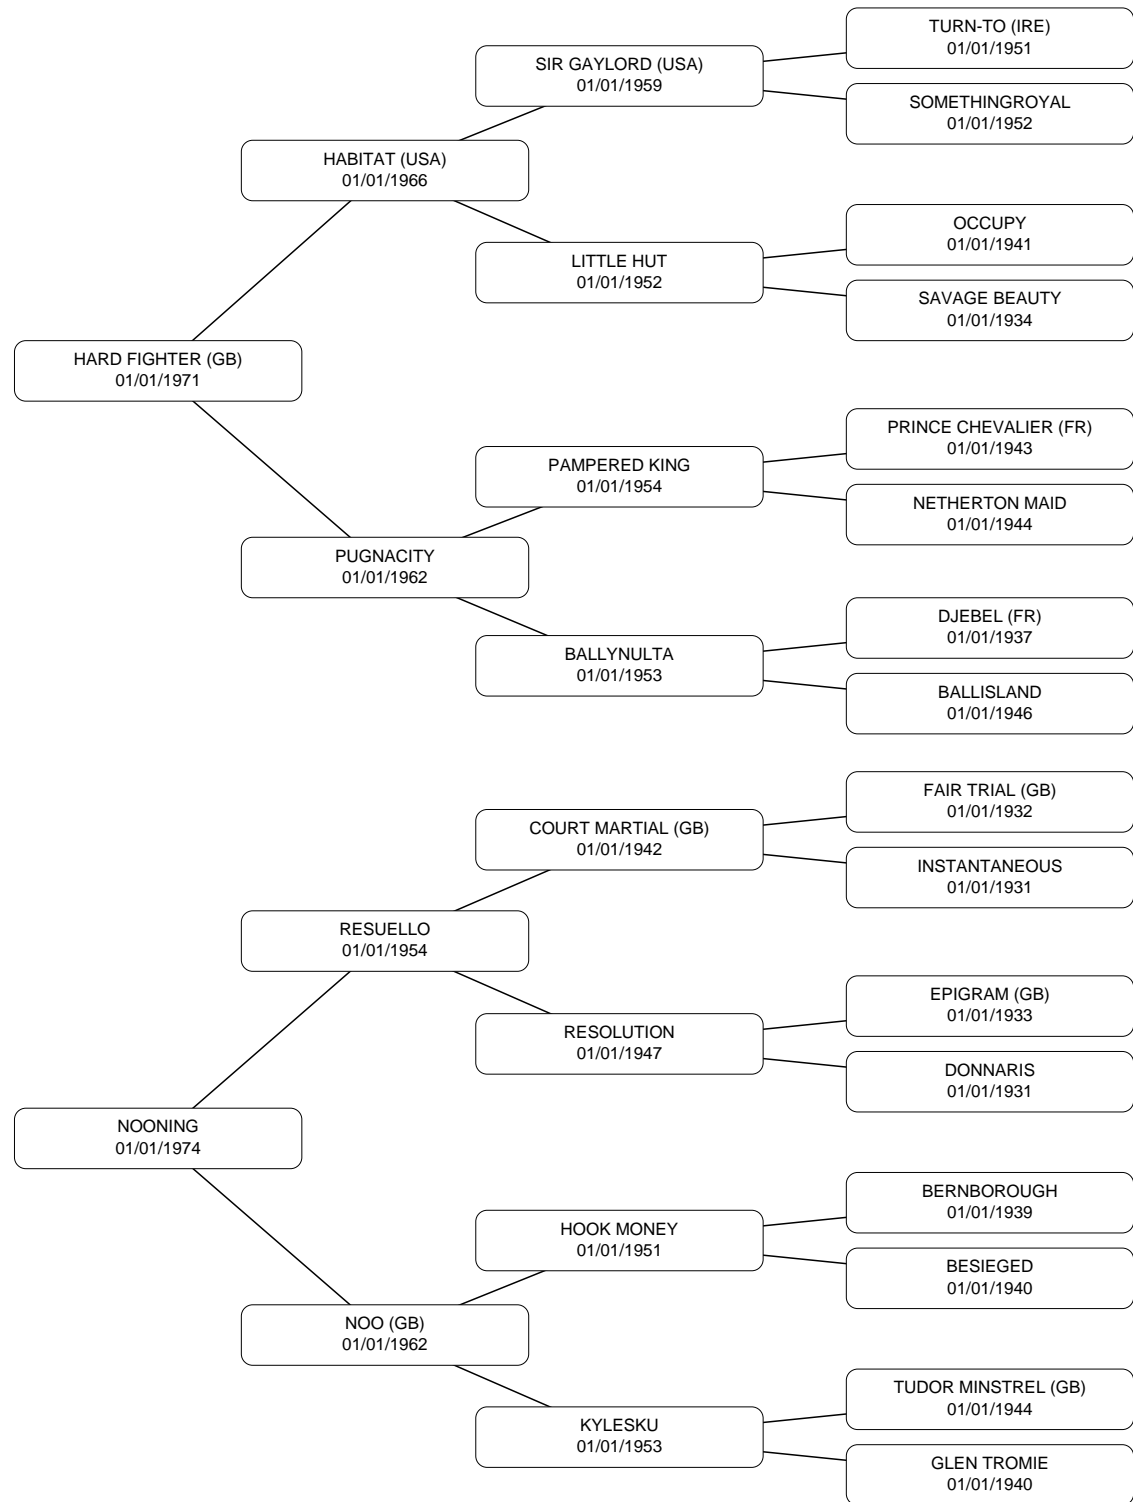 TURN-TO (IRE)
01/01/1951
SIR GAYLORD (USA)
01/01/1959
SOMETHINGROYAL
01/01/1952
HABITAT (USA)
01/01/1966
OCCUPY
01/01/1941
LITTLE HUT
01/01/1952
SAVAGE BEAUTY
01/01/1934
HARD FIGHTER (GB)
01/01/1971
PRINCE CHEVALIER (FR)
01/01/1943
PAMPERED KING
01/01/1954
NETHERTON MAID
01/01/1944
PUGNACITY
01/01/1962
DJEBEL (FR)
01/01/1937
BALLYNULTA
01/01/1953
BALLISLAND
01/01/1946
FAIR TRIAL (GB)
01/01/1932
COURT MARTIAL (GB)
01/01/1942
INSTANTANEOUS
01/01/1931
RESUELLO
01/01/1954
EPIGRAM (GB)
01/01/1933
RESOLUTION
01/01/1947
DONNARIS
01/01/1931
NOONING
01/01/1974
BERNBOROUGH
01/01/1939
HOOK MONEY
01/01/1951
BESIEGED
01/01/1940
NOO (GB)
01/01/1962
TUDOR MINSTREL (GB)
01/01/1944
KYLESKU
01/01/1953
GLEN TROMIE
01/01/1940